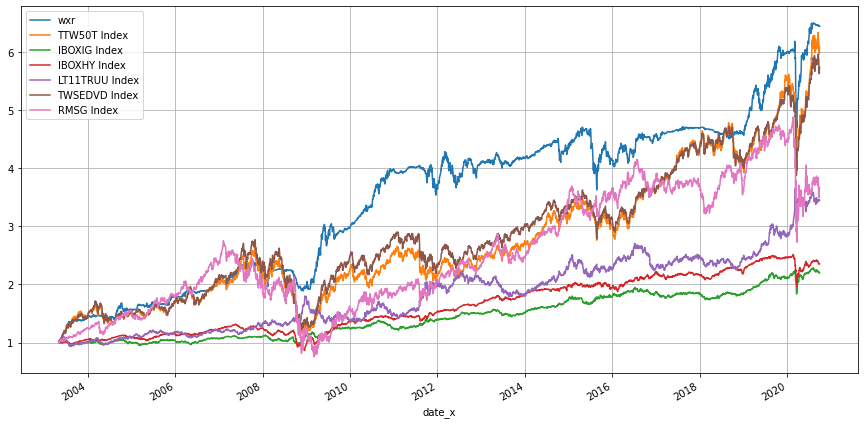 wxr
TTW50T Index
IBOXIG Index
IBOXHY Index
LT11TRUU Index
TWSEDVD Index
RMSG Index
6
5
4
3
2
1
2004
2006
2008
2010
2012
2014
2016
2018
2020
date_x